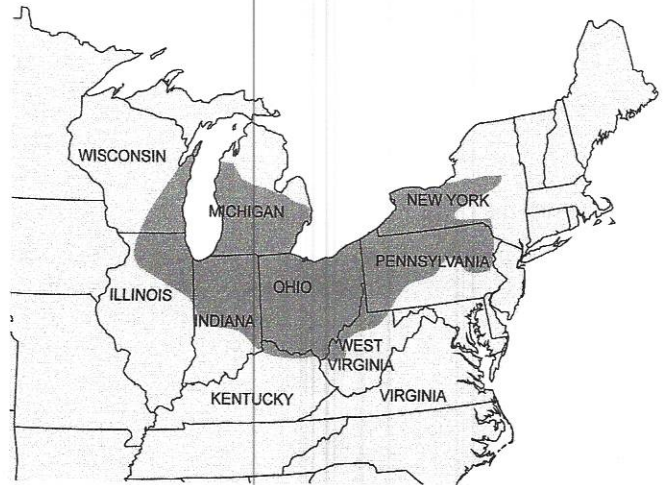 WISCONSIN
MICHIGAN
NEW YORK
PENNSYLVANIA
ILLINOIS
OHIO
INDIANA
WEST
VIRGINIA
KENTUCKY
VIRGINIA